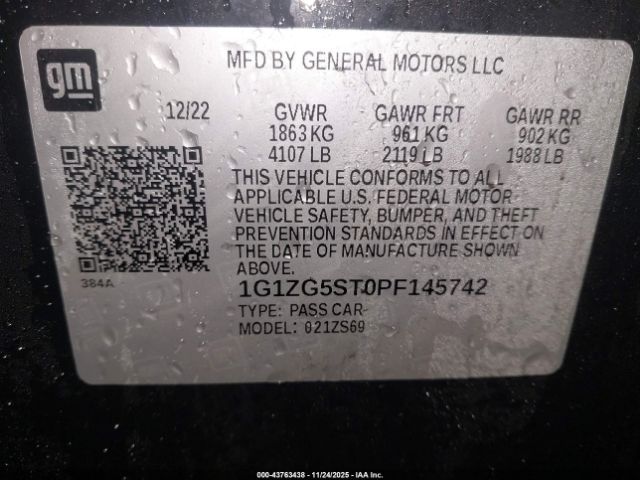 gm
MFD BY GENERAL MOTORS LLC
12/22 GVWR GAWR FRT GAWR RR
1863 KG 961 KG 902 KG
4107 LB 2119 LB 1988 LB
THIS VEHICLE CONFORMS TO ALL
APPLICABLE U.S. FEDERAL MOTOR
VEHICLE SAFETY, BUMPER, AND THEFT
PREVENTION STANDARDS IN EFFECT ON
THE DATE OF MANUFACTURE SHOWN
ABOVE.
384A
1G1ZG5ST0PF145742
TYPE: PASS CAR
MODEL: 021ZS69
000-43763438 - 11/24/2025 - IAA Inc.